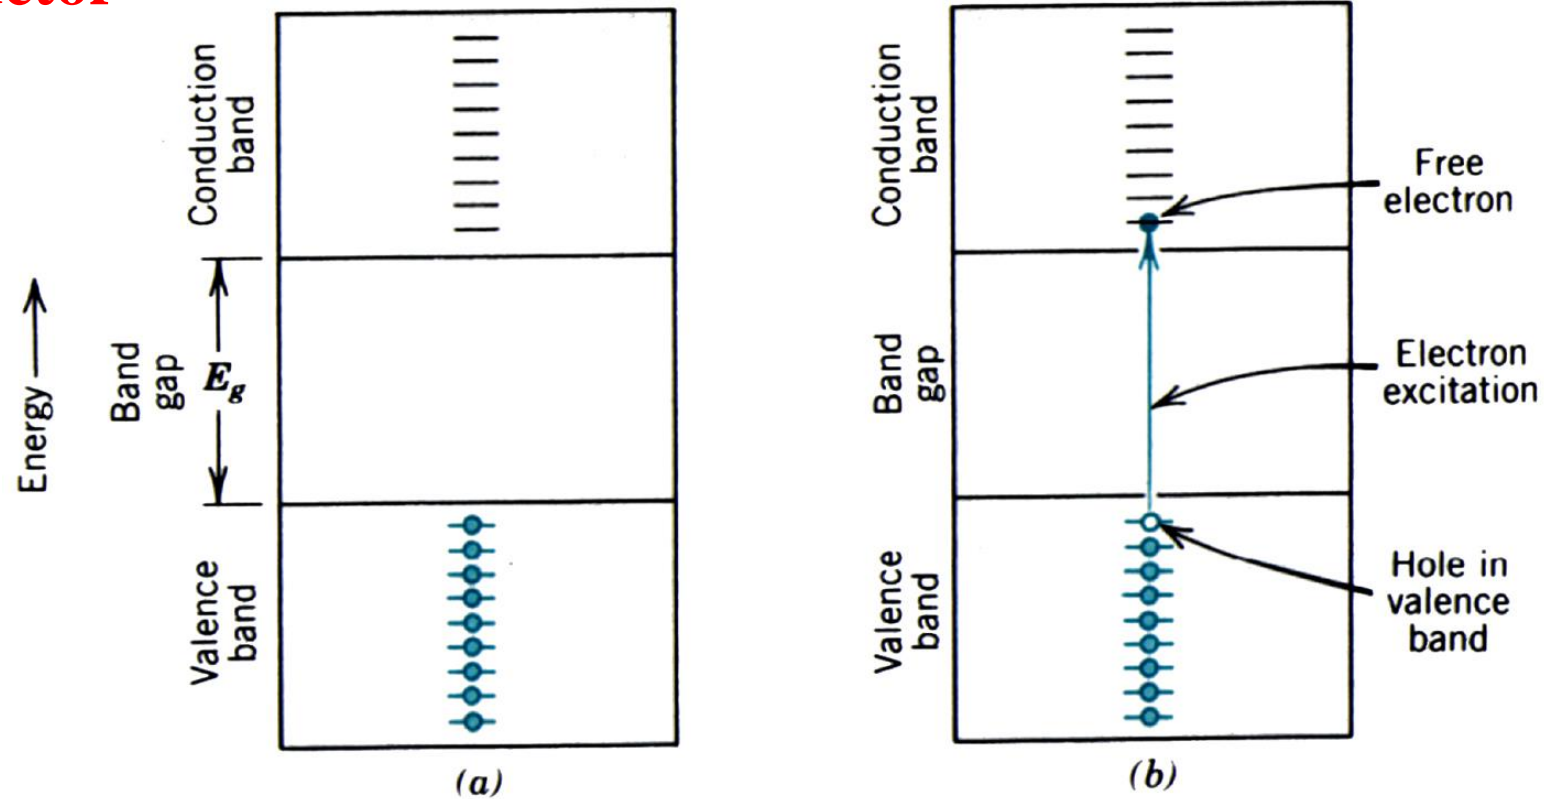 Energy
Conduction
band
Band
gap
E_g
Valence
band
(a)
Conduction
band
Band
gap
Valence
band
Free
electron
Electron
excitation
Hole in
valence
band
(b)